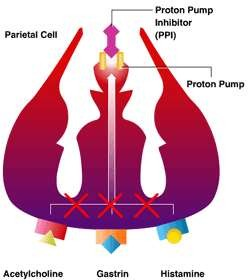 Parietal Cell
Proton Pump
Inhibitor
(PPI)
Proton Pump
Acetylcholine
Gastrin
Histamine